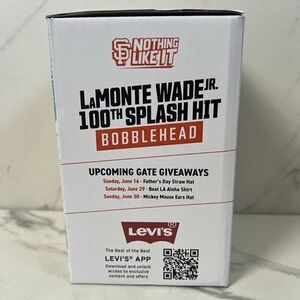 SF NOTHING
LIKE IT
LaMONTE WADE JR.
100TH SPLASH HIT
BOBBLEHEAD
UPCOMING GATE GIVEAWAYS
Sunday, June 16 · Father's Day Straw Hat
Saturday, June 29 · Beat LA Aloha Shirt
Sunday, June 30 · Mickey Mouse Ears Hat
LEVI'S®
The Best of the Best
LEVI'S® APP
Download and unlock
access to exclusive
content and offers